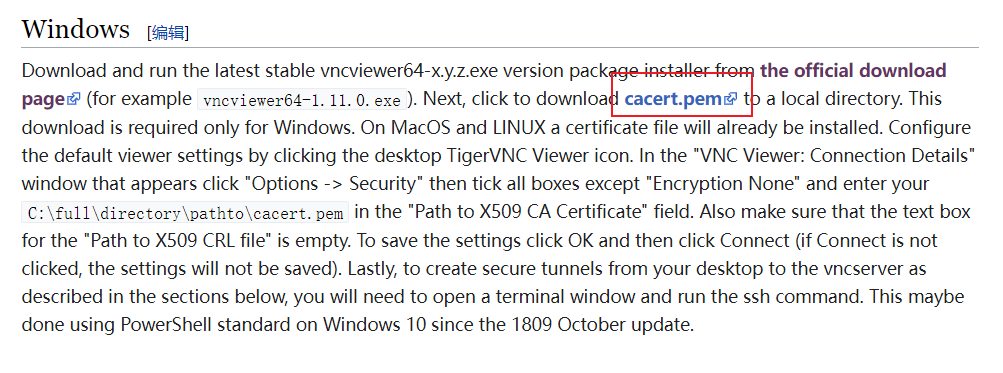 Windows [编辑]
Download and run the latest stable vncviewer64-x.y.z.exe version package installer from the official download
page (for example vncviewer64-1.11.0.exe). Next, click to download cacert.pem to a local directory. This
download is required only for Windows. On MacOS and LINUX a certificate file will already be installed. Configure
the default viewer settings by clicking the desktop TigerVNC Viewer icon. In the "VNC Viewer: Connection Details"
window that appears click "Options -> Security" then tick all boxes except "Encryption None" and enter your
C:\full\directory\pathto\cacert.pem in the "Path to X509 CA Certificate" field. Also make sure that the text box
for the "Path to X509 CRL file" is empty. To save the settings click OK and then click Connect (if Connect is not
clicked, the settings will not be saved). Lastly, to create secure tunnels from your desktop to the vncserver as
described in the sections below, you will need to open a terminal window and run the ssh command. This maybe
done using PowerShell standard on Windows 10 since the 1809 October update.